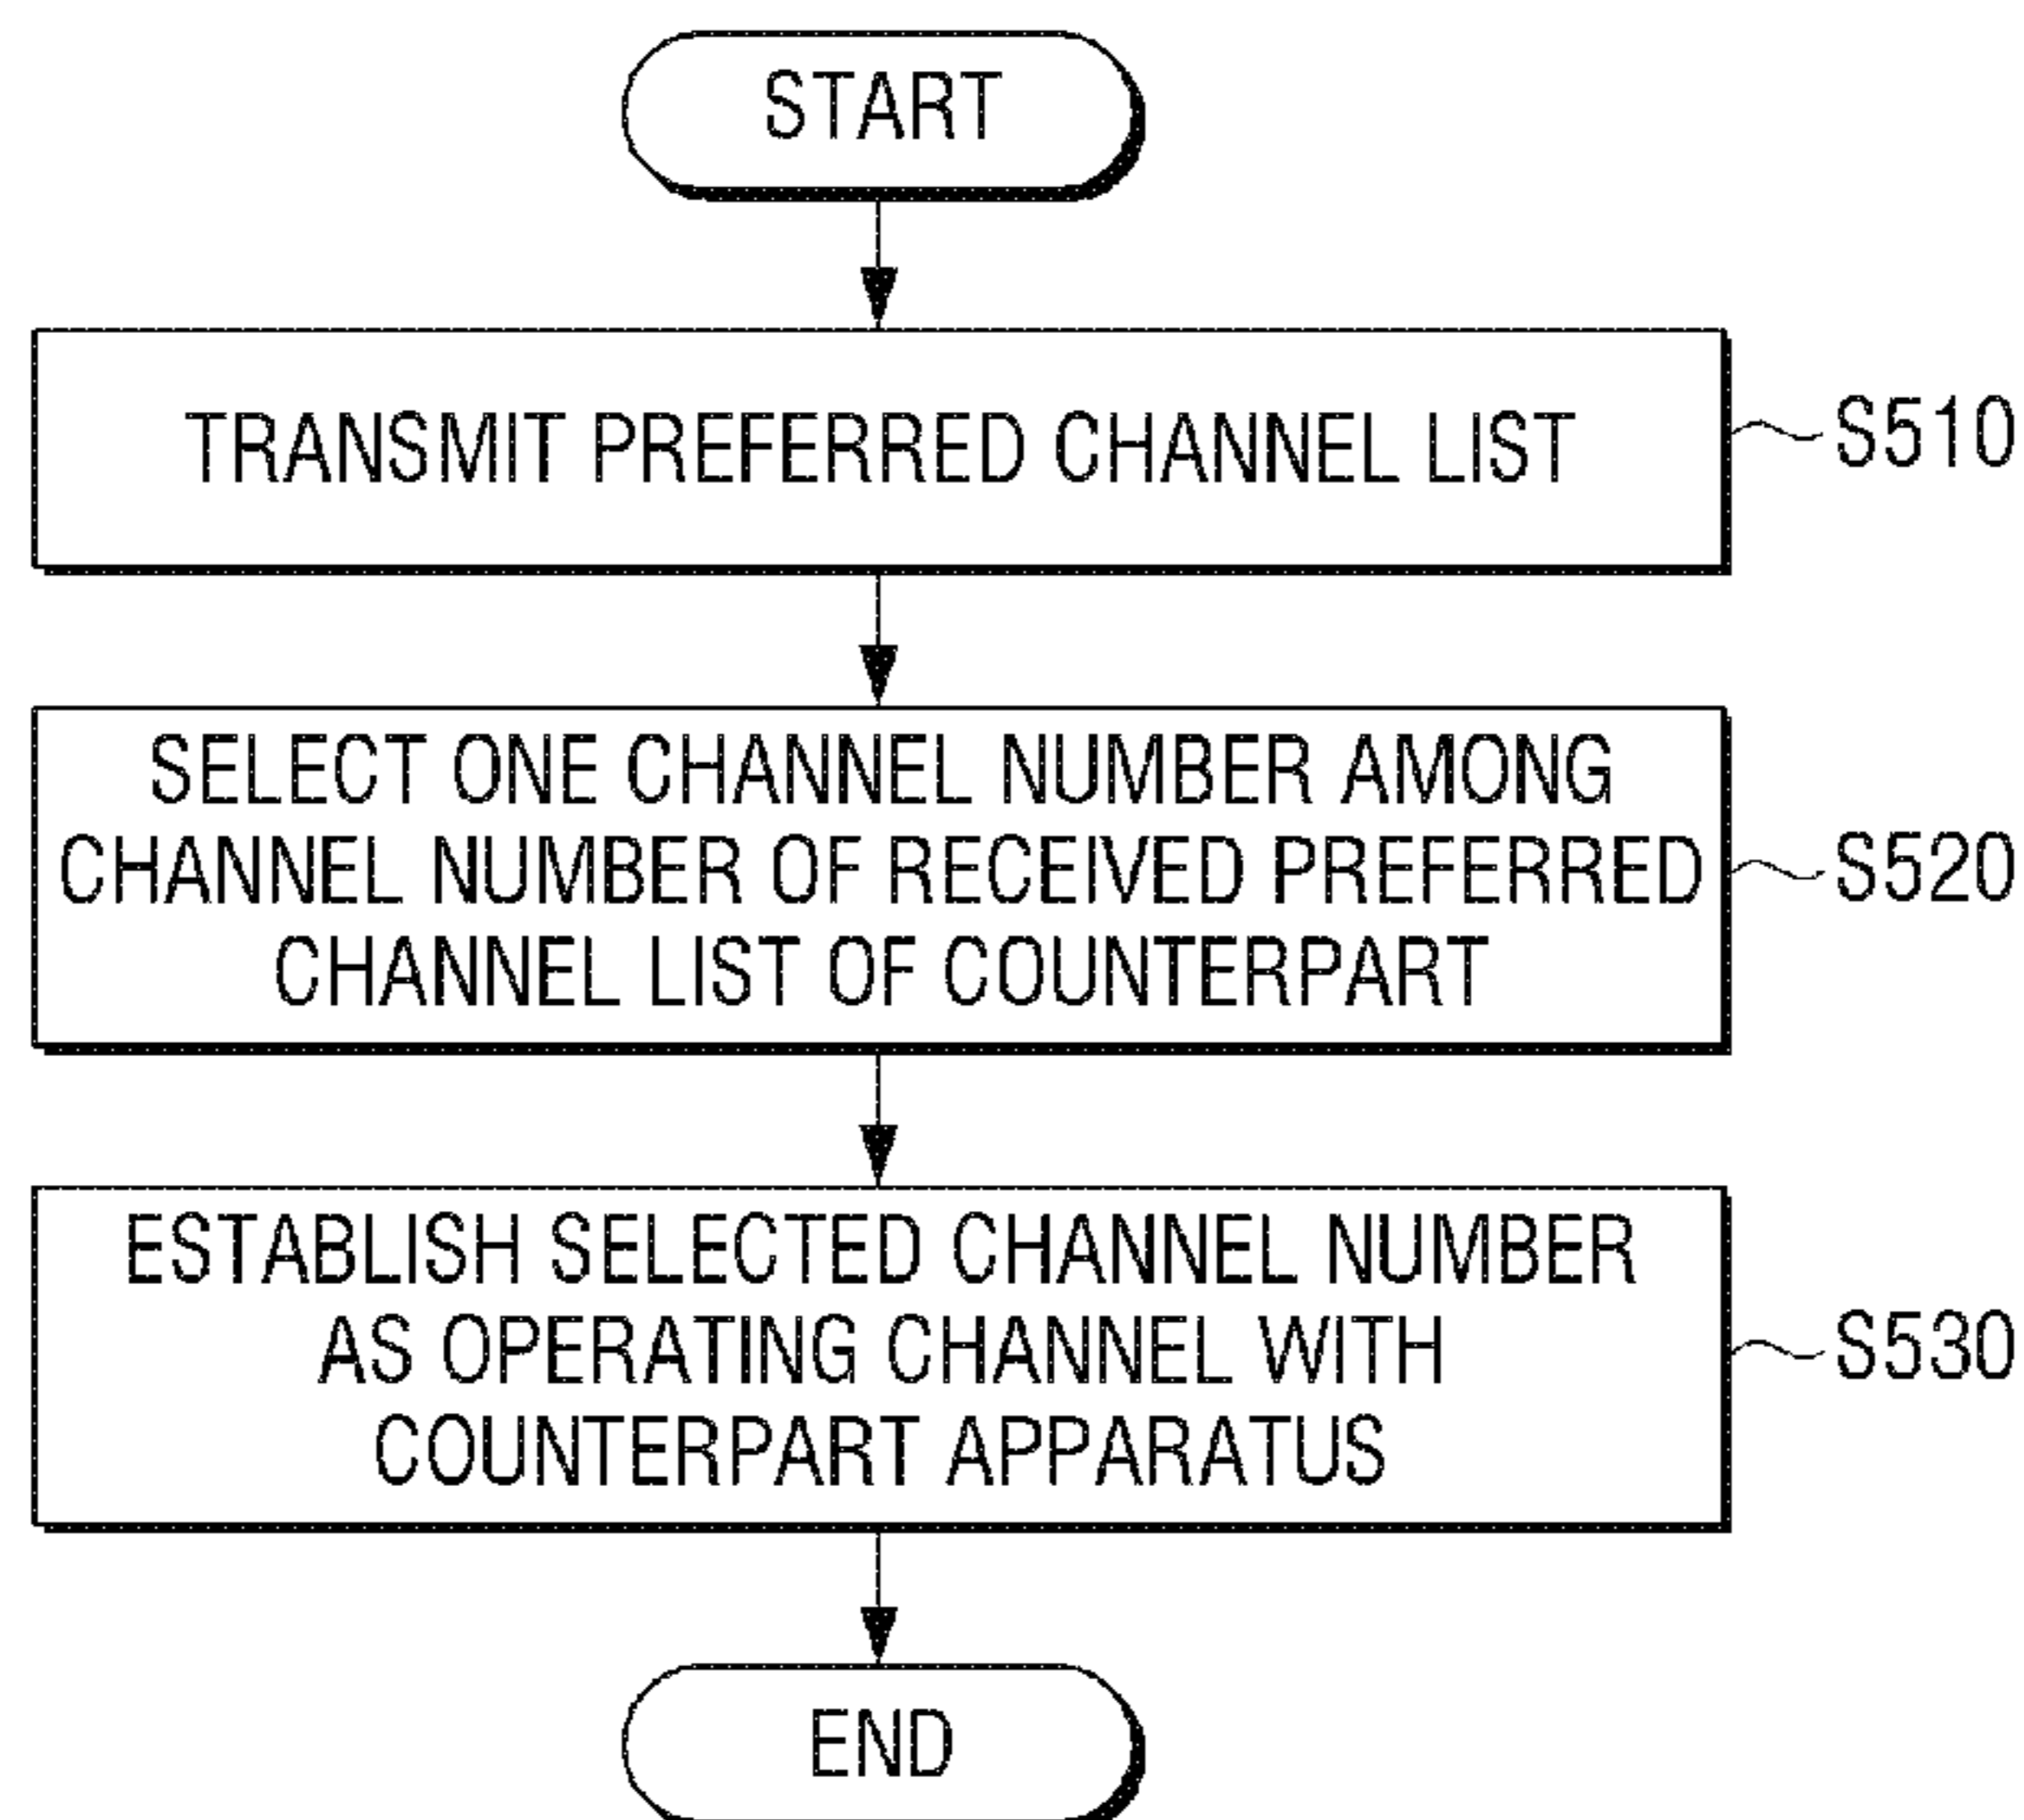 START
TRANSMIT PREFERRED CHANNEL LIST
S510
SELECT ONE CHANNEL NUMBER AMONG
CHANNEL NUMBER OF RECEIVED PREFERRED
CHANNEL LIST OF COUNTERPART
S520
ESTABLISH SELECTED CHANNEL NUMBER
AS OPERATING CHANNEL WITH
COUNTERPART APPARATUS
S530
END